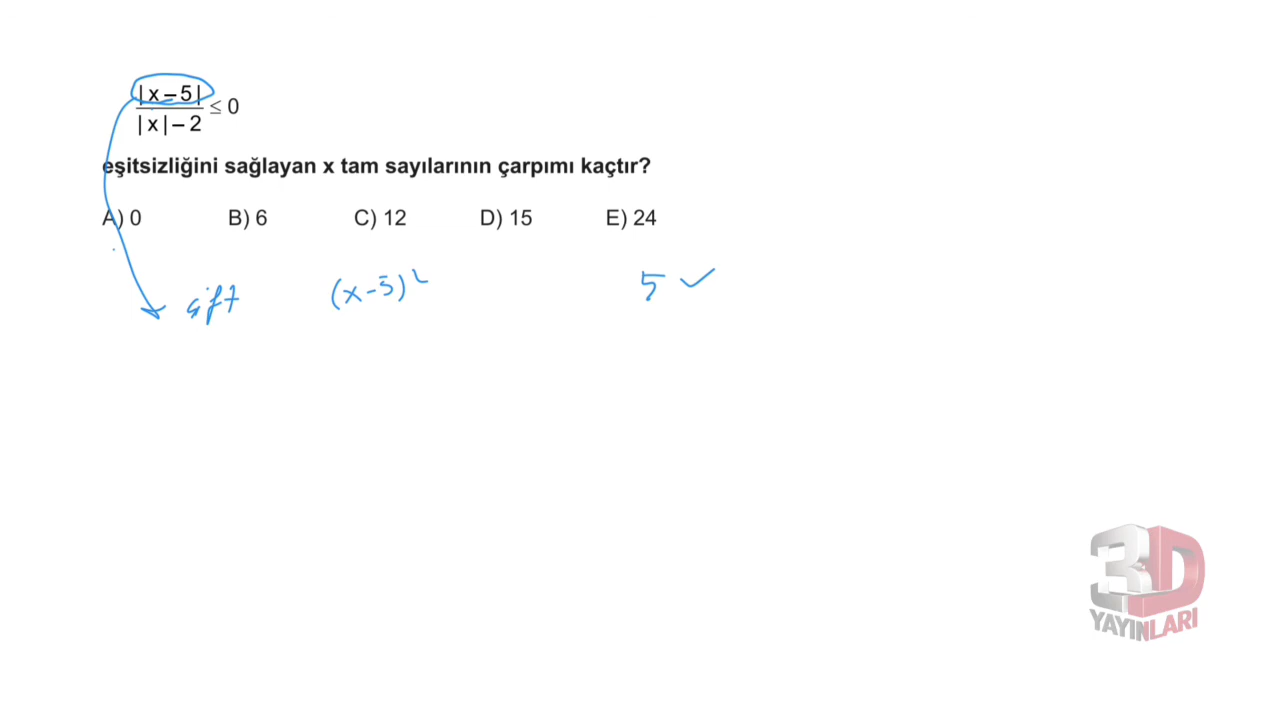 |x-5|
|x|-2 ≤ 0
eşitsizliğini sağlayan x tam sayılarının çarpımı kaçtır?
A) 0 B) 6 C) 12 D) 15 E) 24
çift (x-5)² 5 ✓
3D
YAYINLARI